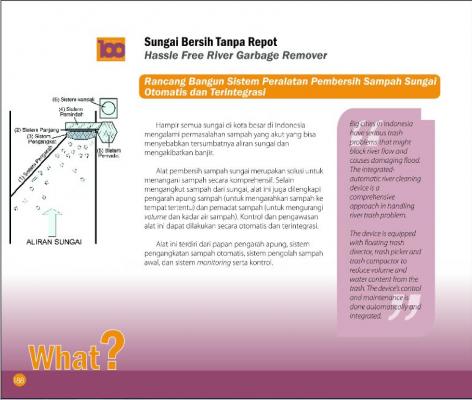 100
Sungai Bersih Tanpa Repot
Hassle Free River Garbage Remover
Rancang Bangun Sistem Peralatan Pembersih Sampah Sungai
Otomatis dan Terintegrasi
(4) Sistem
(2) Sistem Panjang
(3) Sistem
Pengangkat
(1) Sistem Pengarah
ALIRAN SUNGAI
Hampir semua sungai di kota besar di Indonesia
mengalami permasalahan sampah yang akut yang bisa
menyebabkan tersumbatnya aliran sungai dan
mengakibatkan banjir.
Alat pembersih sampah sungai merupakan solusi untuk
menangani sampah secara komprehensif. Selain
mengangkut sampah dari sungai, alat ini juga dilengkapi
pengarah apung sampah (untuk mengarahkan sampah ke
tempat tertentu) dan pemadat sampah (untuk mengurangi
volume dan kadar air sampah). Kontrol dan pengawasan
alat ini dapat dilakukan secara otomatis dan terintegrasi.
Alat ini terdiri dari papan pengarah apung, sistem
pengangkatan sampah otomatis, sistem pengolah sampah
awal, dan sistem monitoring serta kontrol.
Big cities in Indonesia
have serious trash
problems that might
block river flow and
causes damaging flood.
The integrated-
automatic river cleaning
device is a
comprehensive
approach in handling
river trash problem.
The device is equipped
with floating trash
director, trash picker and
trash compactor to
reduce volume and
water content from the
trash. The device's control
and maintenance is
done automatically and
integrated.
What?